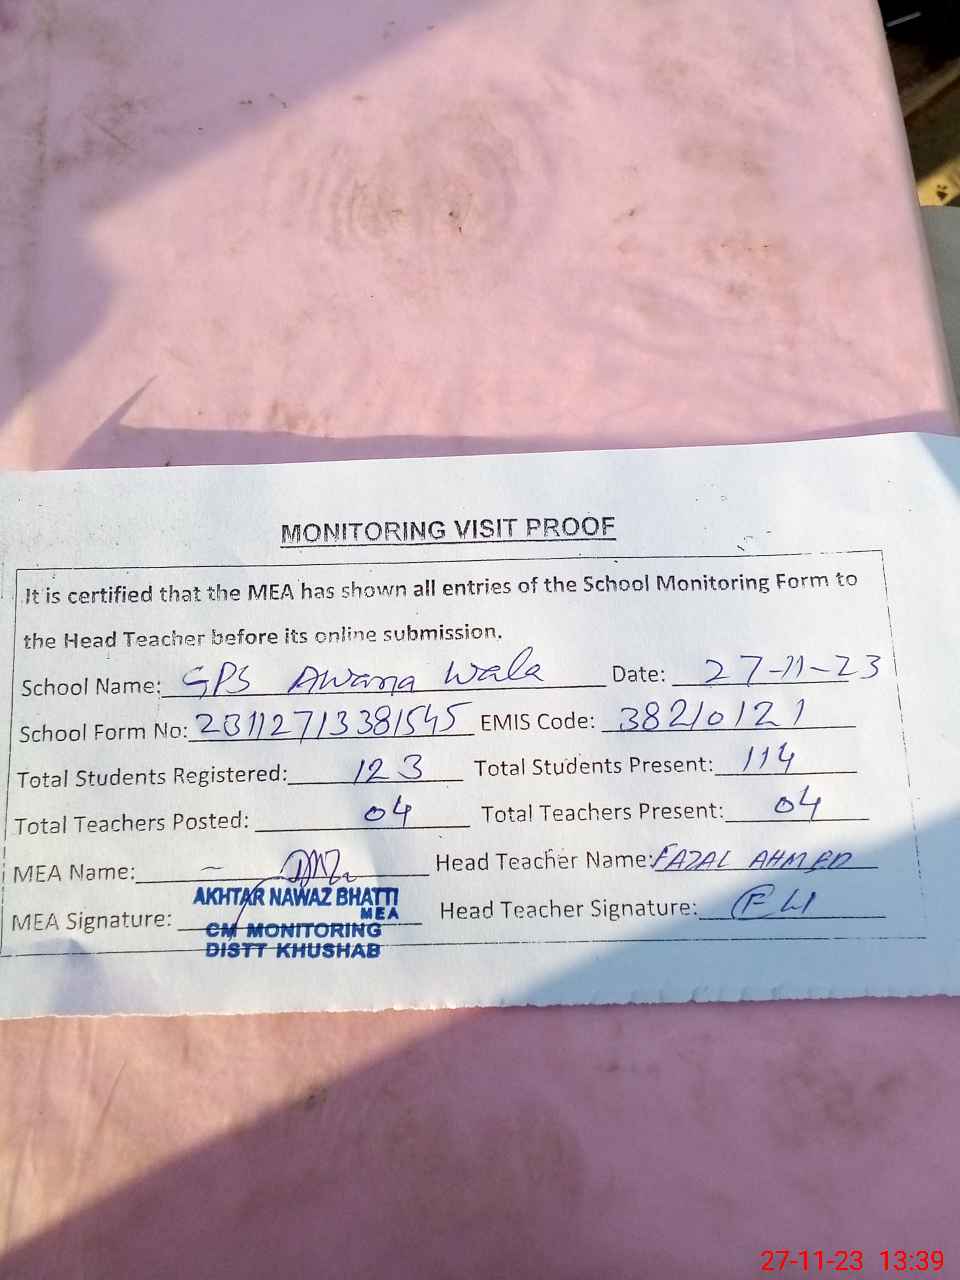 MONITORING VISIT PROOF
It is certified that the MEA has shown all entries of the School Monitoring Form to
the Head Teacher before its online submission.
School Name: GPS Awana Wala Date: 27-11-23
School Form No: 23112713381545 EMIS Code: 38210121
Total Students Registered: 123 Total Students Present: 114
Total Teachers Posted: 04 Total Teachers Present: 04
MEA Name: Head Teacher Name: FAZAL AHMED
AKHTAR NAWAZ BHATTI
MEA
MEA Signature: Head Teacher Signature:
CM MONITORING
DISTT KHUSHAB
27-11-23 13:39